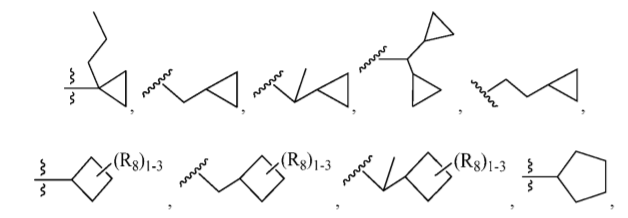 , , , , ,
(R₈)₁₋₃ , (R₈)₁₋₃ , (R₈)₁₋₃ , ,